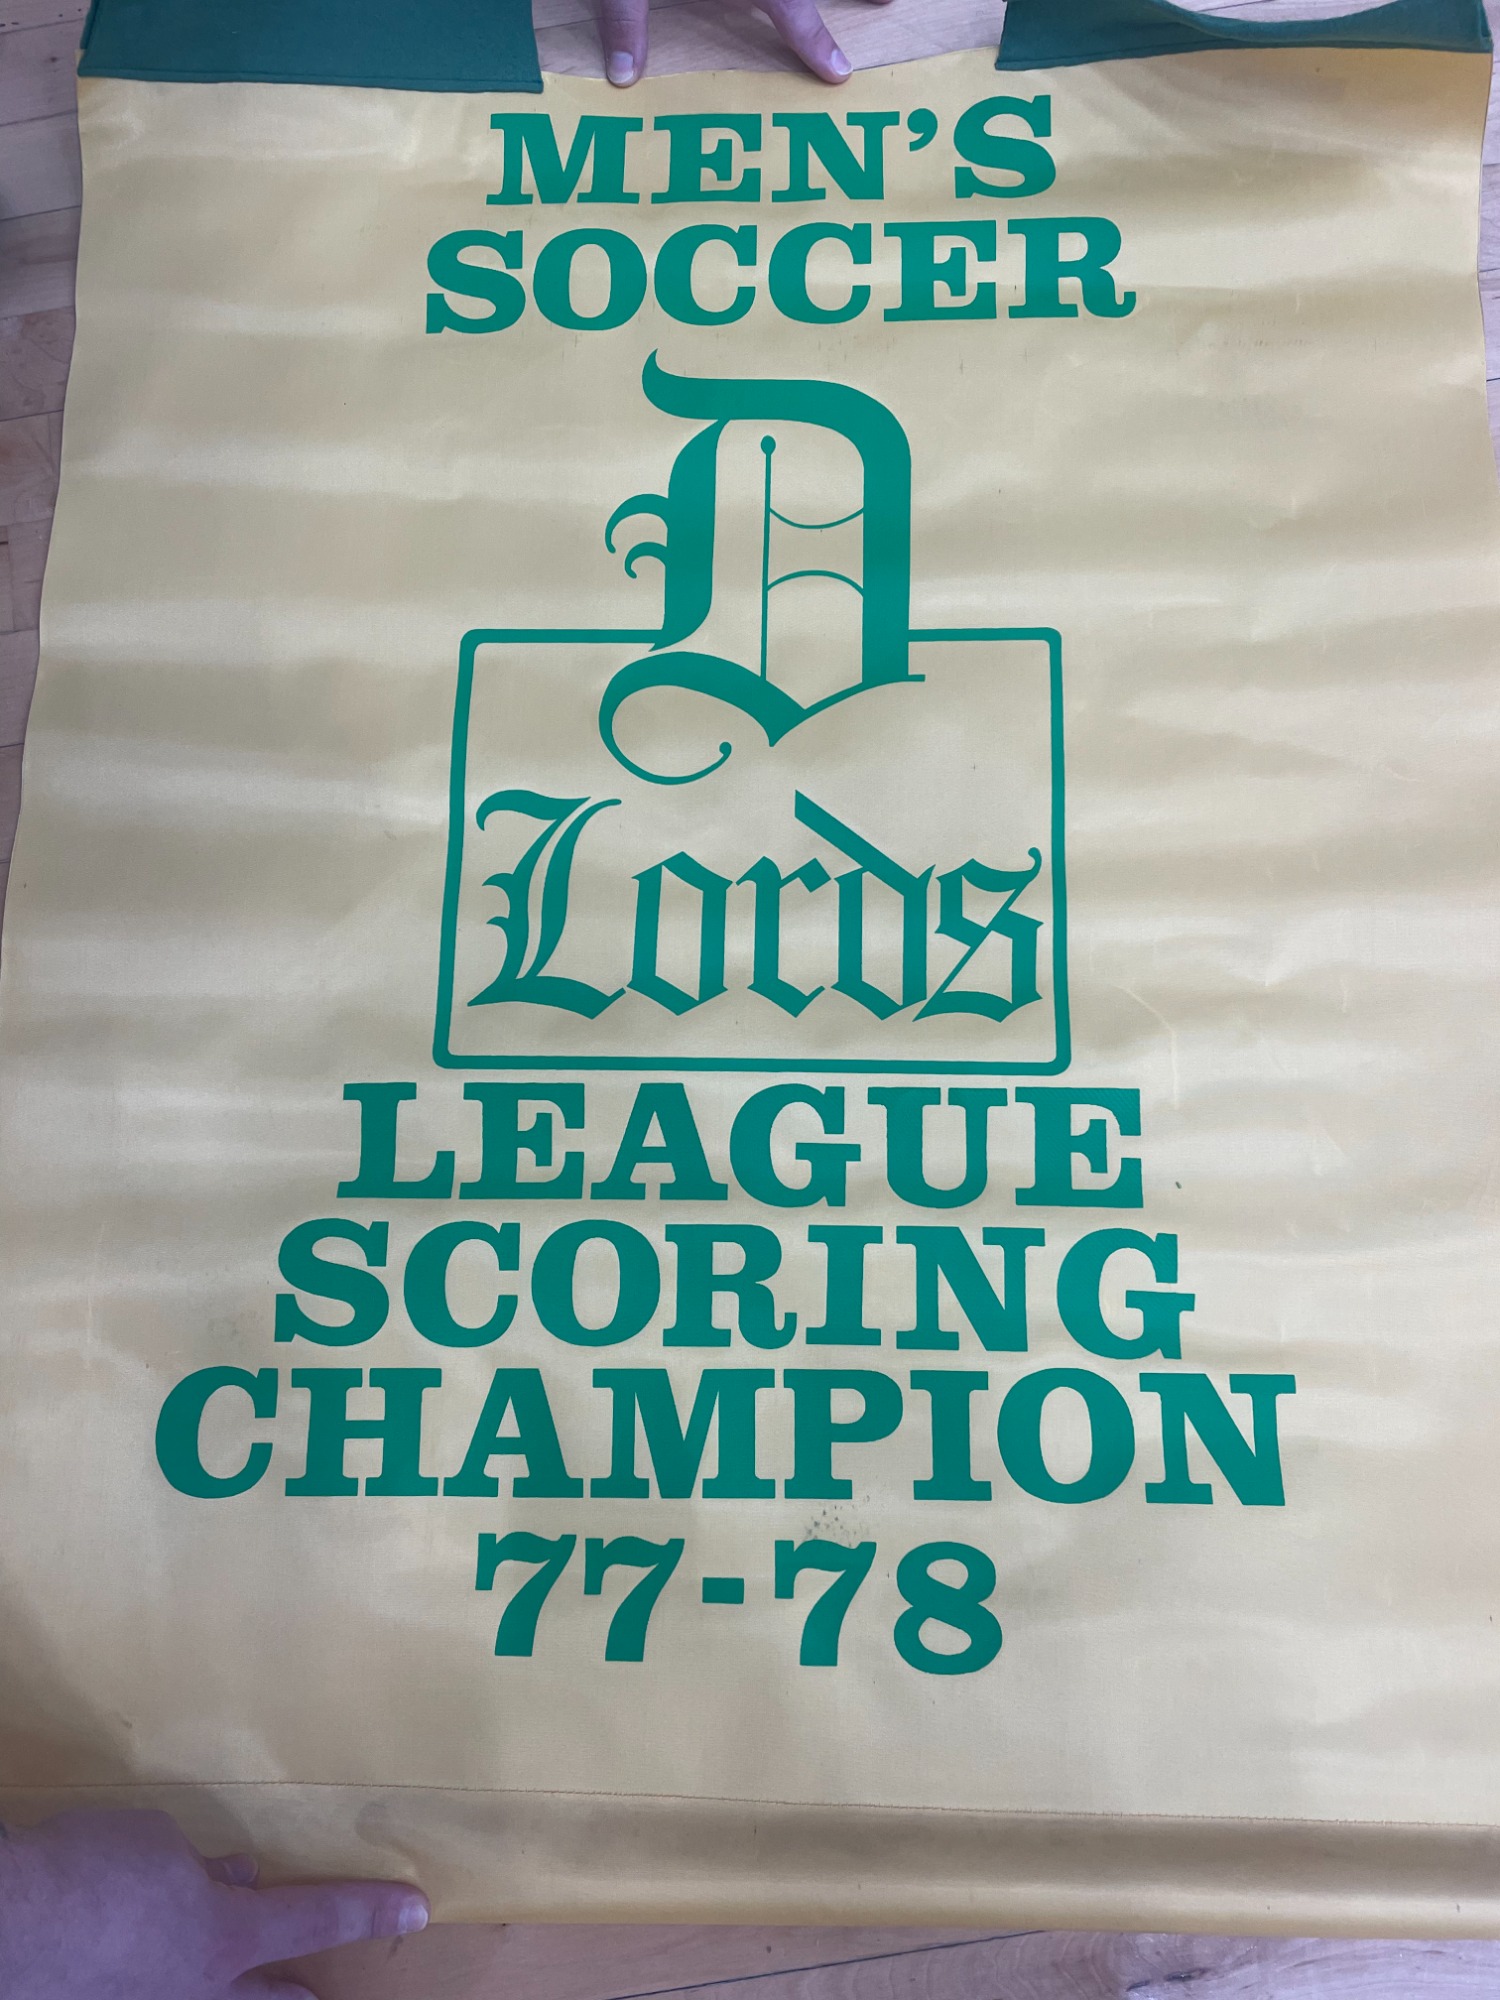 MEN'S
SOCCER
D
Lords
LEAGUE
SCORING
CHAMPION
77-78